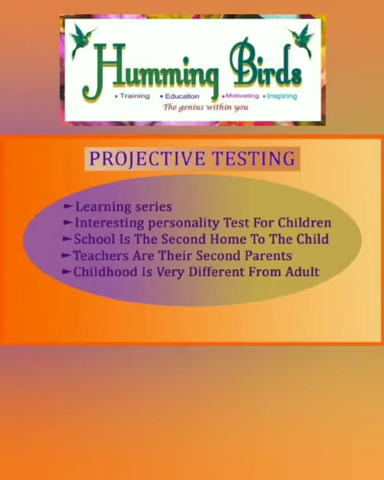 Humming Birds
• Training • Education • Motivating • Inspiring
The genius within you
PROJECTIVE TESTING
►Learning series
►Interesting personality Test For Children
►School Is The Second Home To The Child
►Teachers Are Their Second Parents
►Childhood Is Very Different From Adult